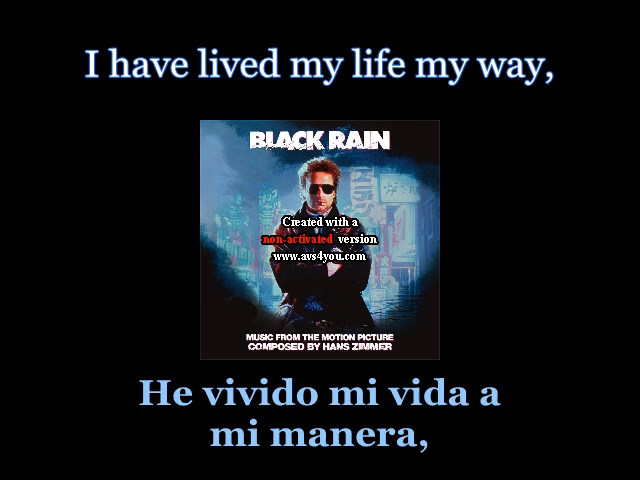 I have lived my life my way,
BLACK RAIN
Created with a
non-activated version
www.avs4you.com
MUSIC FROM THE MOTION PICTURE
COMPOSED BY HANS ZIMMER
He vivido mi vida a
mi manera,